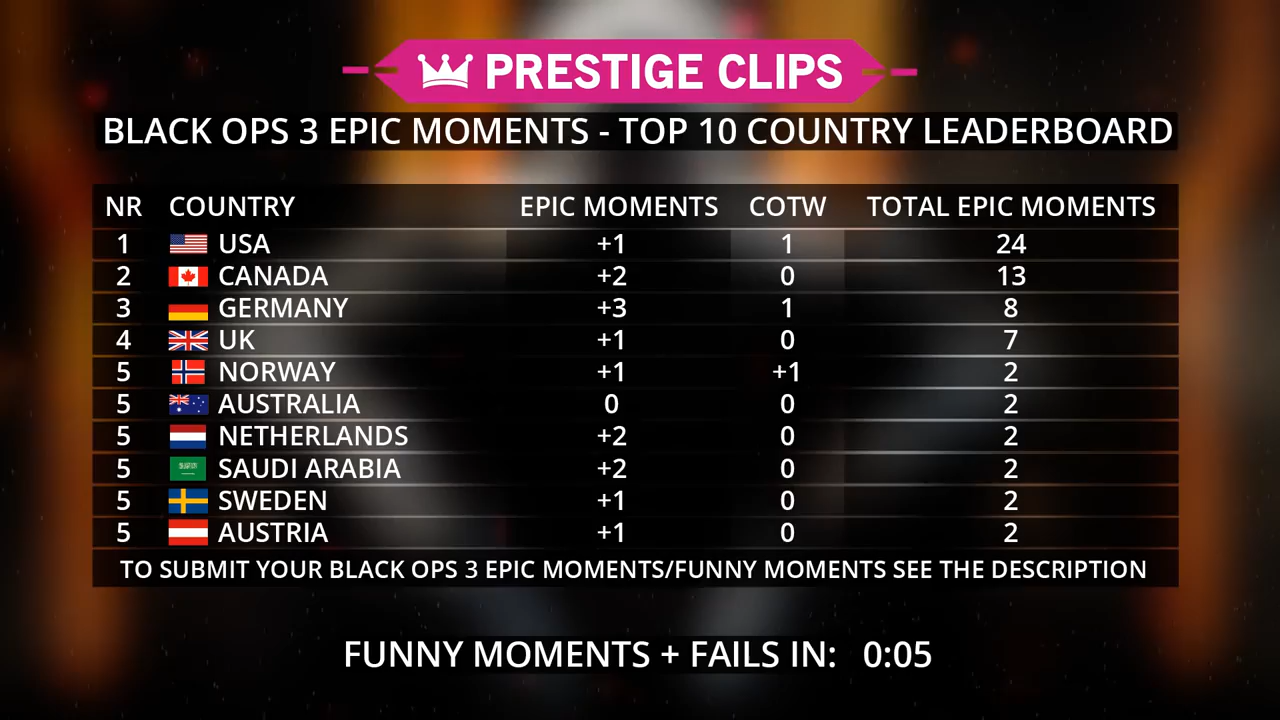 PRESTIGE CLIPS
BLACK OPS 3 EPIC MOMENTS - TOP 10 COUNTRY LEADERBOARD
NR COUNTRY EPIC MOMENTS COTW TOTAL EPIC MOMENTS
1 USA +1 1 24
2 CANADA +2 0 13
3 GERMANY +3 1 8
4 UK +1 0 7
5 NORWAY +1 +1 2
5 AUSTRALIA 0 0 2
5 NETHERLANDS +2 0 2
5 SAUDI ARABIA +2 0 2
5 SWEDEN +1 0 2
5 AUSTRIA +1 0 2
TO SUBMIT YOUR BLACK OPS 3 EPIC MOMENTS/FUNNY MOMENTS SEE THE DESCRIPTION
FUNNY MOMENTS + FAILS IN: 0:05